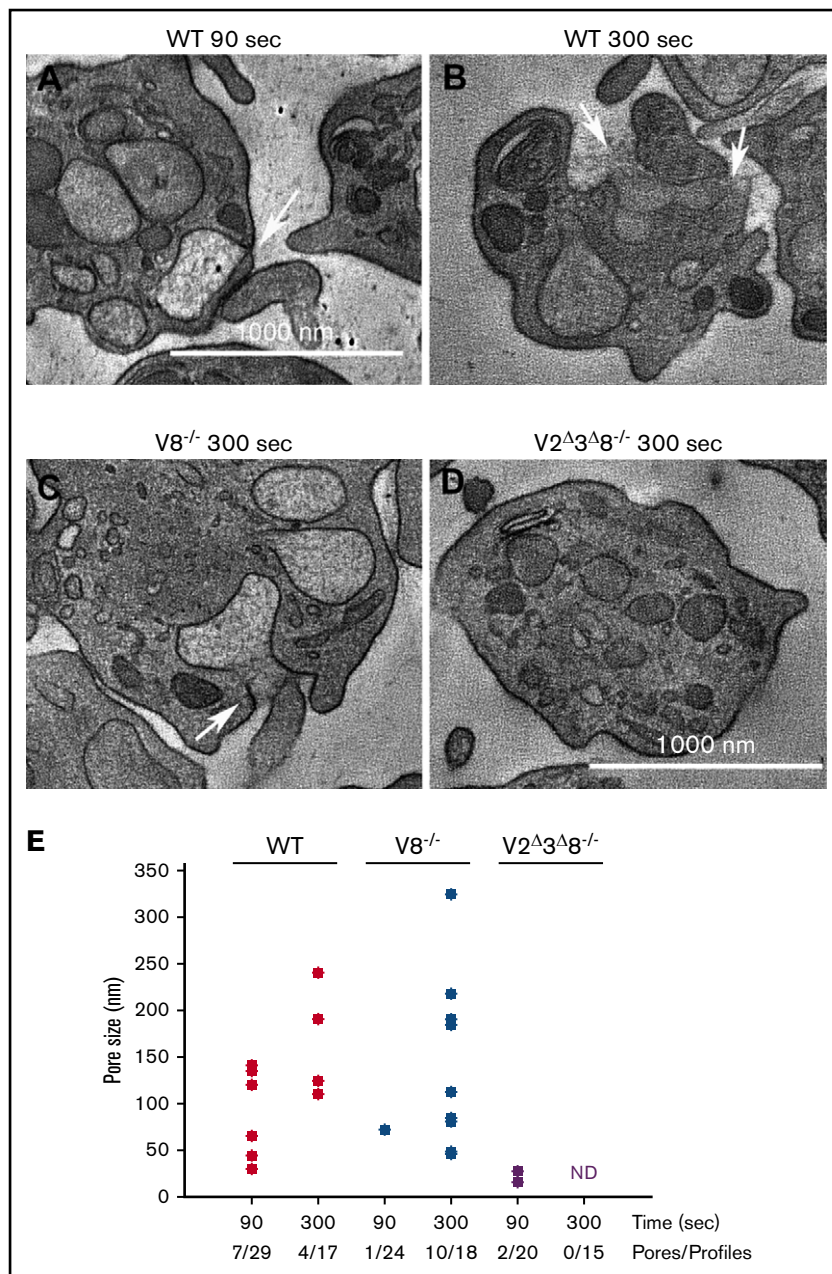 WT 90 sec
WT 300 sec
A
B
1000 nm
V8-/- 300 sec
V2Δ3Δ8-/- 300 sec
C
D
1000 nm
E
WT
V8-/-
V2Δ3Δ8-/-
Pore size (nm)
350
300
250
200
150
100
50
0
ND
90 300 90 300 90 300 Time (sec)
7/29 4/17 1/24 10/18 2/20 0/15 Pores/Profiles